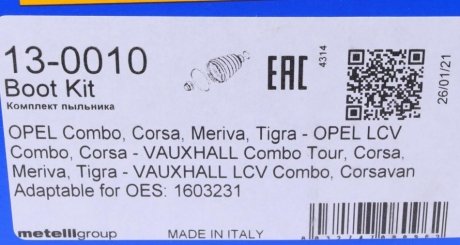 13-0010
Boot Kit
Комплект пыльника
EAC
4314
26/01/21
OPEL Combo, Corsa, Meriva, Tigra - OPEL LCV
Combo, Corsa - VAUXHALL Combo Tour, Corsa,
Meriva, Tigra - VAUXHALL LCV Combo, Corsavan
Adaptable for OES: 1603231
metelligroup
MADE IN ITALY